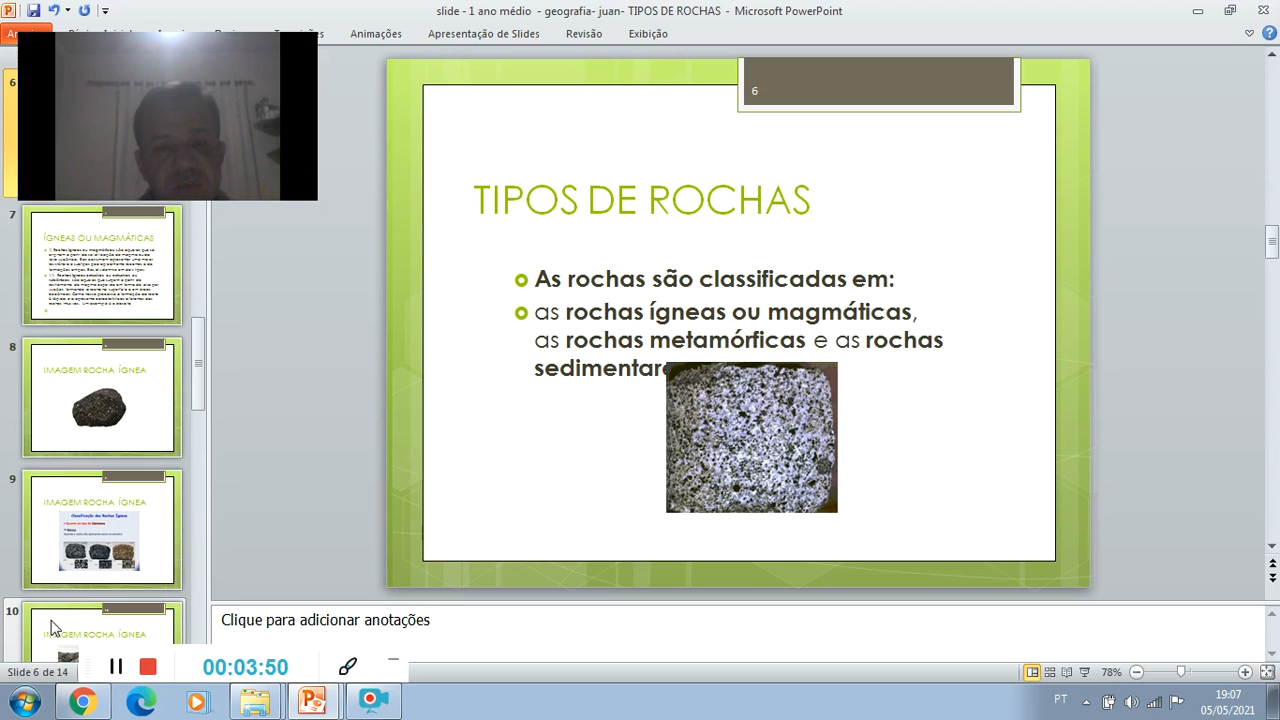 slide - 1 ano médio - geografia- juan- TIPOS DE ROCHAS - Microsoft PowerPoint
Animações
Apresentação de Slides
Revisão
Exibição
6
7
ÍGNEAS OU MAGMÁTICAS
8
IMAGEM ROCHA ÍGNEA
9
IMAGEM ROCHA ÍGNEA
Classificação das Rochas Ígneas
10
IMAGEM ROCHA ÍGNEA
6
TIPOS DE ROCHAS
As rochas são classificadas em:
as rochas ígneas ou magmáticas,
as rochas metamórficas e as rochas
Clique para adicionar anotações
00:03:50
Slide 6 de 14
78%
PT
19:07
05/05/2021